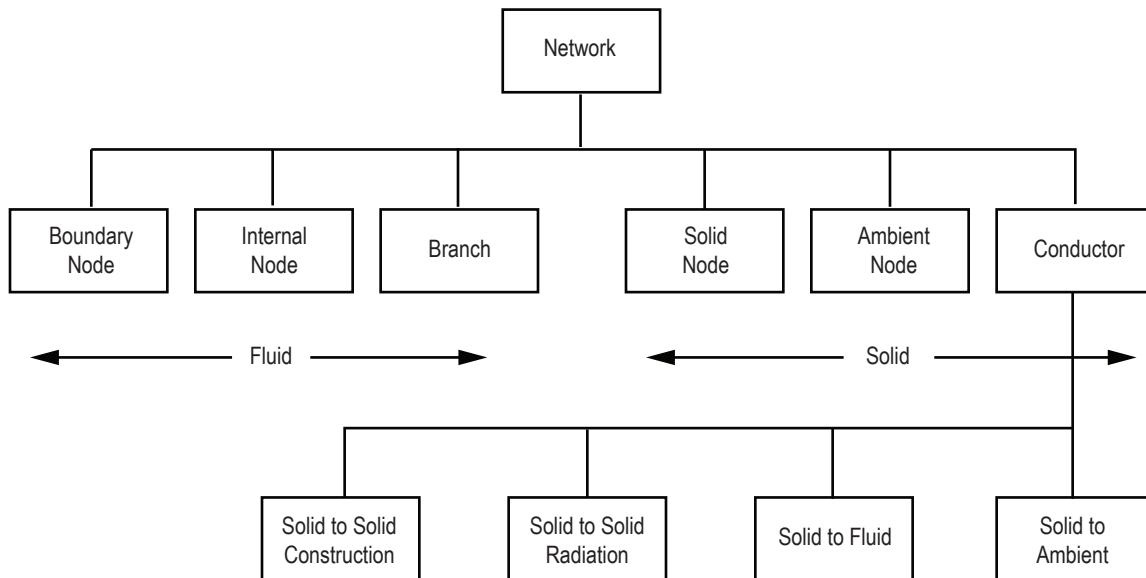 Network
Boundary
Node
Internal
Node
Branch
Solid
Node
Ambient
Node
Conductor
Fluid
Solid
Solid to Solid
Construction
Solid to Solid
Radiation
Solid to Fluid
Solid to
Ambient